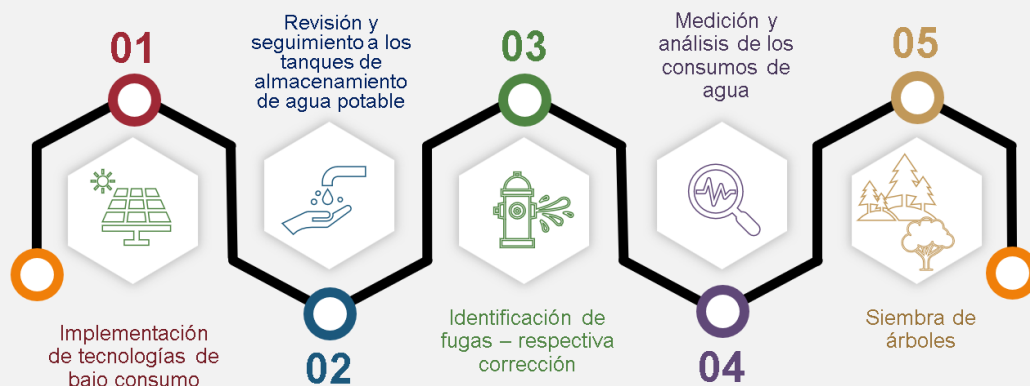 01
Implementación
de tecnologías de
bajo consumo
Revisión y
seguimiento a los
tanques de
almacenamiento
de agua potable
02
03
Identificación de
fugas – respectiva
corrección
Medición y
análisis de los
consumos de
agua
04
05
Siembra de
árboles